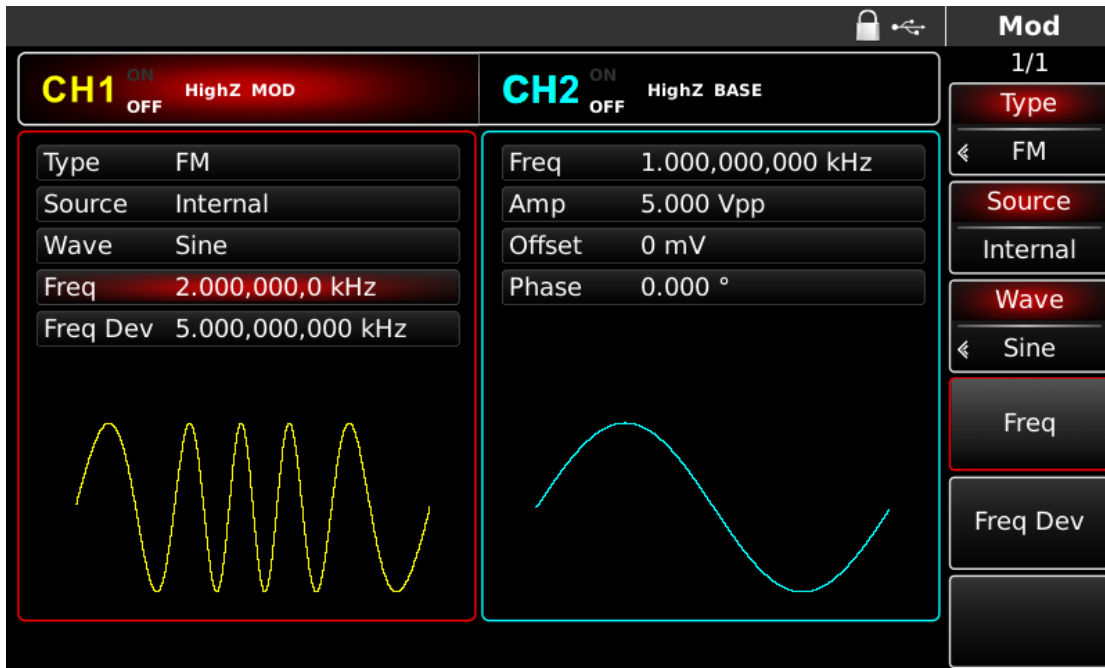 Mod
1/1
CH1 ON OFF HighZ MOD
CH2 ON OFF HighZ BASE
Type FM
Source Internal
Wave Sine
Freq 2.000,000,0 kHz
Freq Dev 5.000,000,000 kHz
Freq 1.000,000,000 kHz
Amp 5.000 Vpp
Offset 0 mV
Phase 0.000 °
Type
FM
Source
Internal
Wave
Sine
Freq
Freq Dev